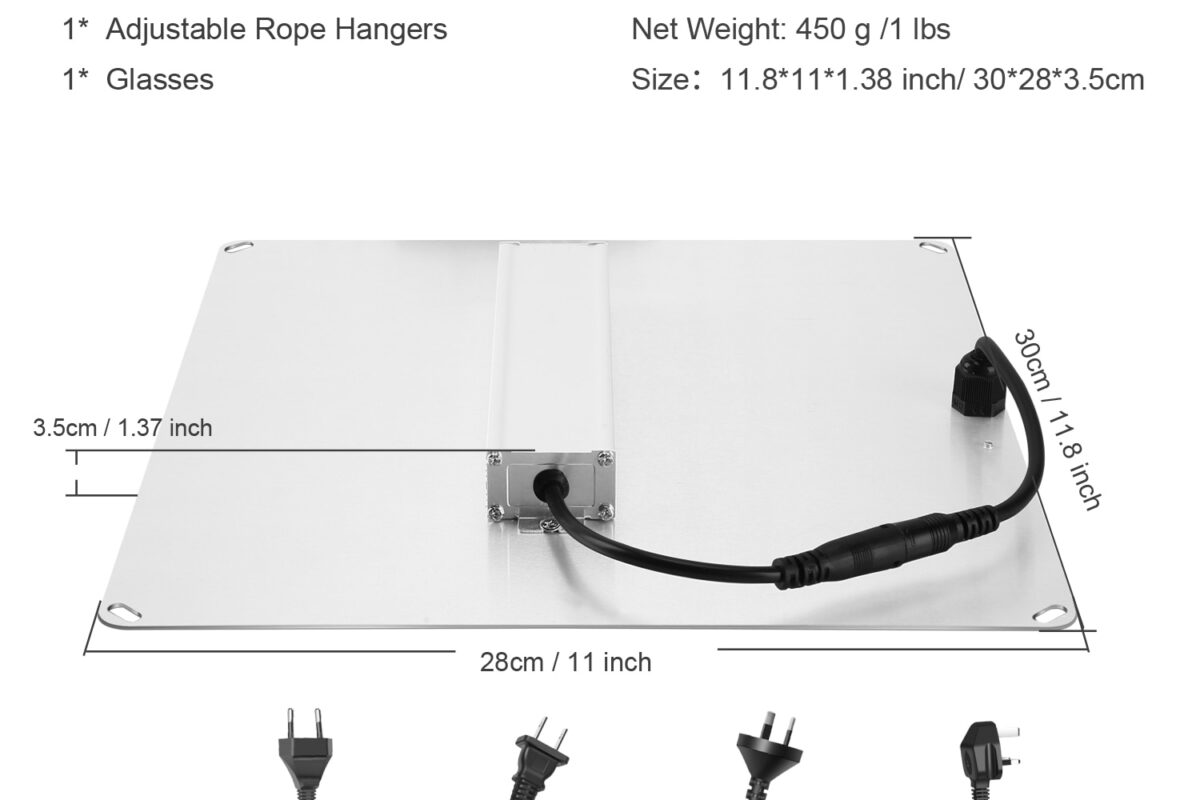 1* Adjustable Rope Hangers
Net Weight: 450 g /1 lbs
1* Glasses
Size：11.8*11*1.38 inch/ 30*28*3.5cm
30cm / 11.8 inch
3.5cm / 1.37 inch
28cm / 11 inch